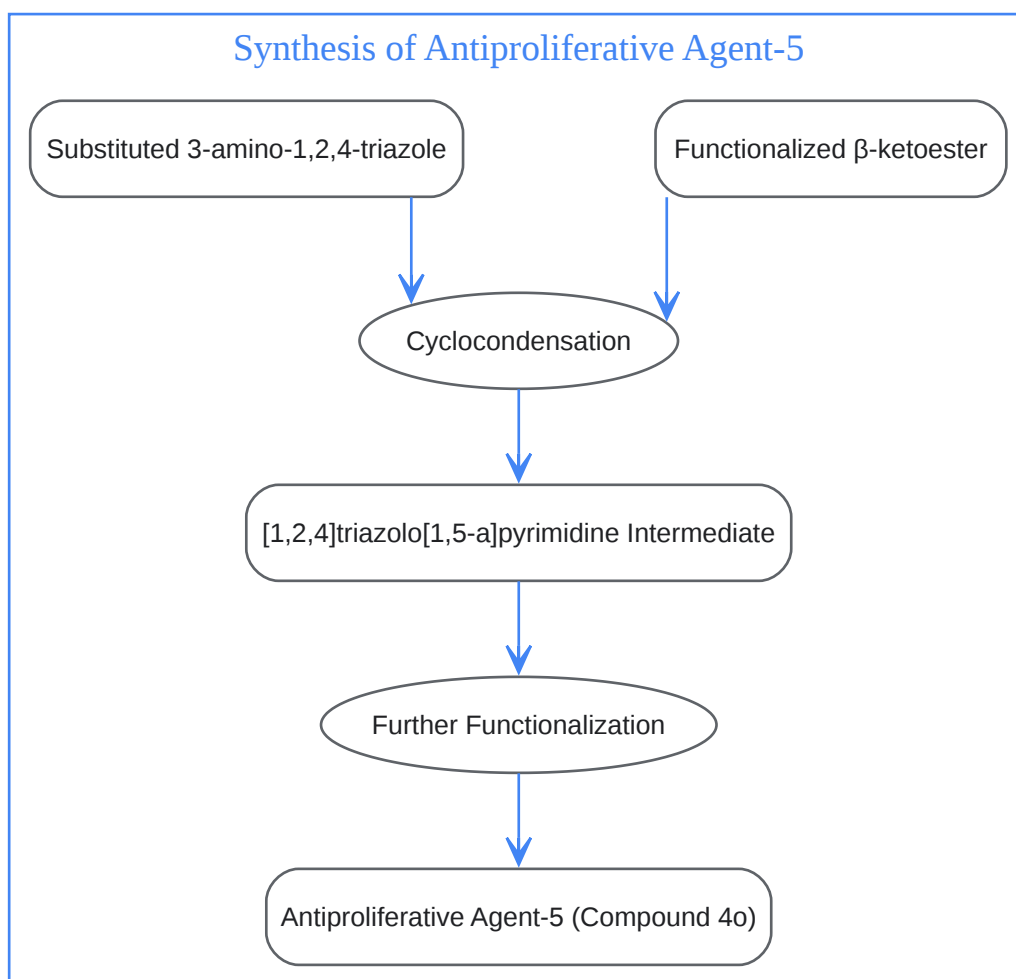 Synthesis of Antiproliferative Agent-5
Substituted 3-amino-1,2,4-triazole
Functionalized β-ketoester
Cyclocondensation
[1,2,4]triazolo[1,5-a]pyrimidine Intermediate
Further Functionalization
Antiproliferative Agent-5 (Compound 4o)